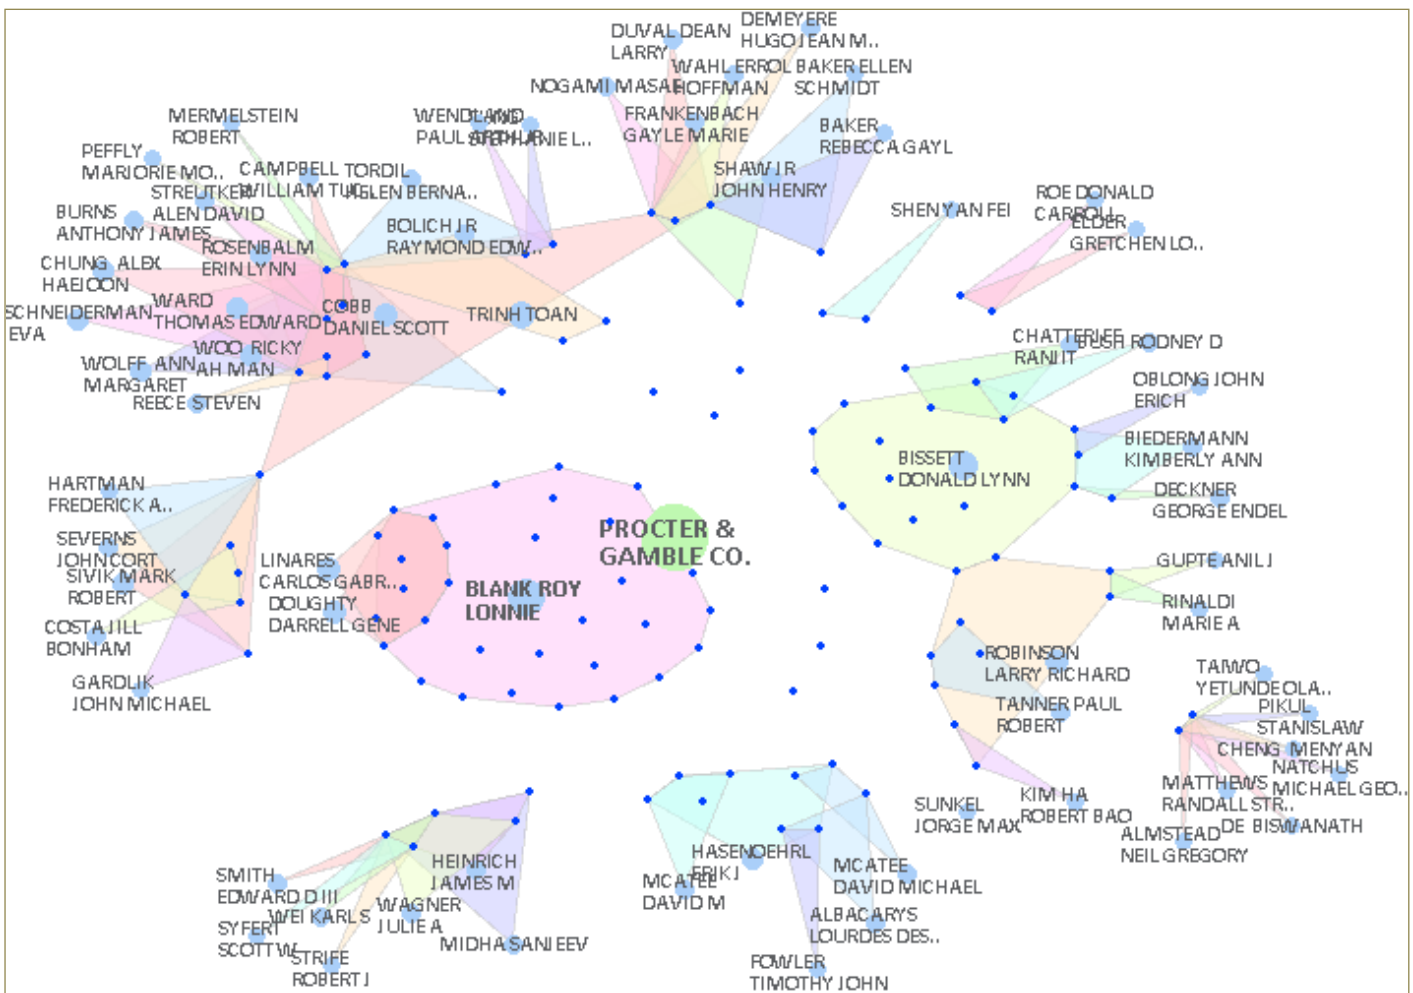 DUVAL DEAN
LARRY
DEMEYERE
HUGO JEAN M..
NOGAMI MASAE
WAHL ERROL
HOFFMAN
BAKER ELLEN
SCHMIDT
FRANKENBACH
GAYLE MARIE
BAKER
REBECCA GAYL
SHAW JR
JOHN HENRY
MERMELSTEIN
ROBERT
WENDLAND
PAUL
L..
PEFFLY
MARJORIE MO..
CAMPBELL
WILLIAM
TORDIL
HELEN BERNA..
STREUTKER
ALEN DAVID
BURNS
ANTHONY JAMES
BOLICH JR
RAYMOND EDW..
ROSENBALM
ERIN LYNN
CHUNG ALEX
HAEJOON
SCHNEIDERMAN
EVA
WARD
THOMAS EDWARD
COBB
DANIEL SCOTT
TRINH TOAN
WOO RICKY
AH MAN
WOLFF ANN
MARGARET
REECE STEVEN
SHEN YAN FEI
ROE DONALD
CARROLL
ELDER
GRETCHEN LO..
CHATTERJEE
RANJIT
BUSH RODNEY D
OBLONG JOHN
ERICH
BIEDERMANN
KIMBERLY ANN
BISSETT
DONALD LYNN
DECKNER
GEORGE ENDEL
HARTMAN
FREDERICK A..
SEVERNS
JOHN CORT
SIVIK MARK
ROBERT
COSTA JILL
BONHAM
GARDLIK
JOHN MICHAEL
LINARES
CARLOS GABR..
DOUGHTY
DARRELL GENE
BLANK ROY
LONNIE
PROCTER &
GAMBLE CO.
GUPTE ANIL J
RINALDI
MARIE A
ROBINSON
LARRY RICHARD
TANNER PAUL
ROBERT
TAIWO
YETUNDE OLA..
PIKUL
STANISLAW
CHENG MENYAN
NATCHUS
MICHAEL GEO..
MATTHEWS
RANDALL STR..
DE BISWANATH
ALMSTEAD
NEIL GREGORY
KIM HA
ROBERT BAO
SUNKEL
JORGE MAX
SMITH
EDWARD D III
WEI KARL S
SYFERT
SCOTT W
STRIFE
ROBERT J
WAGNER
JULIE A
HEINRICH
JAMES M
MIDHA SANJEEV
HASENOEHRL
ERIK J
MCATEE
DAVID M
MCATEE
DAVID MICHAEL
ALBACARYS
LOURDES DES..
FOWLER
TIMOTHY JOHN